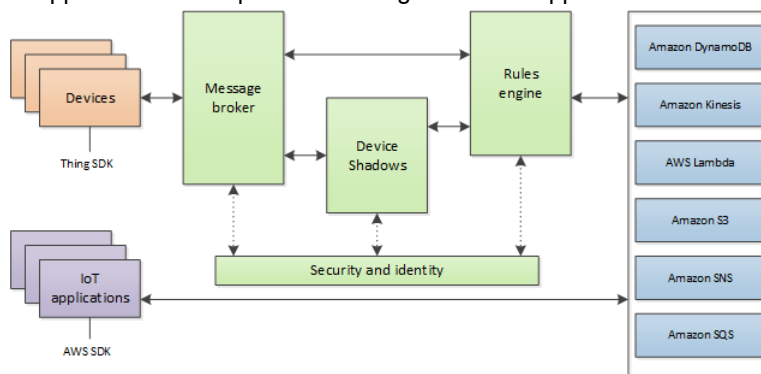 Devices
Thing SDK
Message
broker
Device
Shadows
Rules
engine
Security and identity
IoT
applications
AWS SDK
Amazon DynamoDB
Amazon Kinesis
AWS Lambda
Amazon S3
Amazon SNS
Amazon SQS